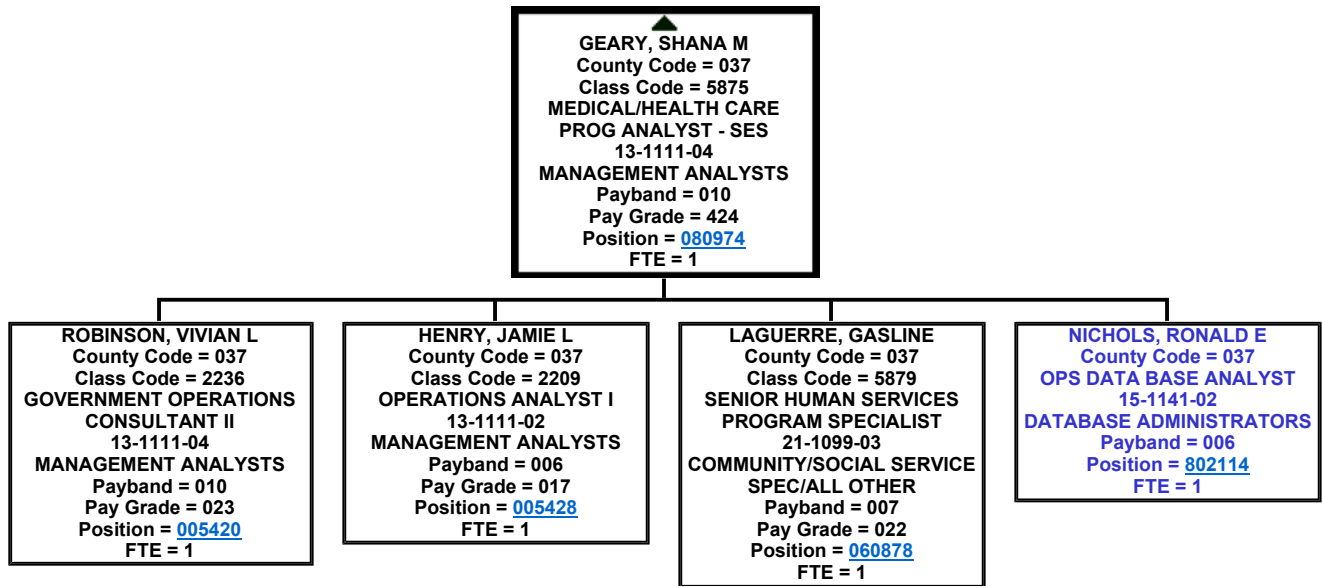 GEARY, SHANA M
County Code = 037
Class Code = 5875
MEDICAL/HEALTH CARE
PROG ANALYST - SES
13-1111-04
MANAGEMENT ANALYSTS
Payband = 010
Pay Grade = 424
Position = 080974
FTE = 1
ROBINSON, VIVIAN L
County Code = 037
Class Code = 2236
GOVERNMENT OPERATIONS
CONSULTANT II
13-1111-04
MANAGEMENT ANALYSTS
Payband = 010
Pay Grade = 023
Position = 005420
FTE = 1
HENRY, JAMIE L
County Code = 037
Class Code = 2209
OPERATIONS ANALYST I
13-1111-02
MANAGEMENT ANALYSTS
Payband = 006
Pay Grade = 017
Position = 005428
FTE = 1
LAGUERRE, GASLINE
County Code = 037
Class Code = 5879
SENIOR HUMAN SERVICES
PROGRAM SPECIALIST
21-1099-03
COMMUNITY/SOCIAL SERVICE
SPEC/ALL OTHER
Payband = 007
Pay Grade = 022
Position = 060878
FTE = 1
NICHOLS, RONALD E
County Code = 037
OPS DATA BASE ANALYST
15-1141-02
DATABASE ADMINISTRATORS
Payband = 006
Position = 802114
FTE = 1